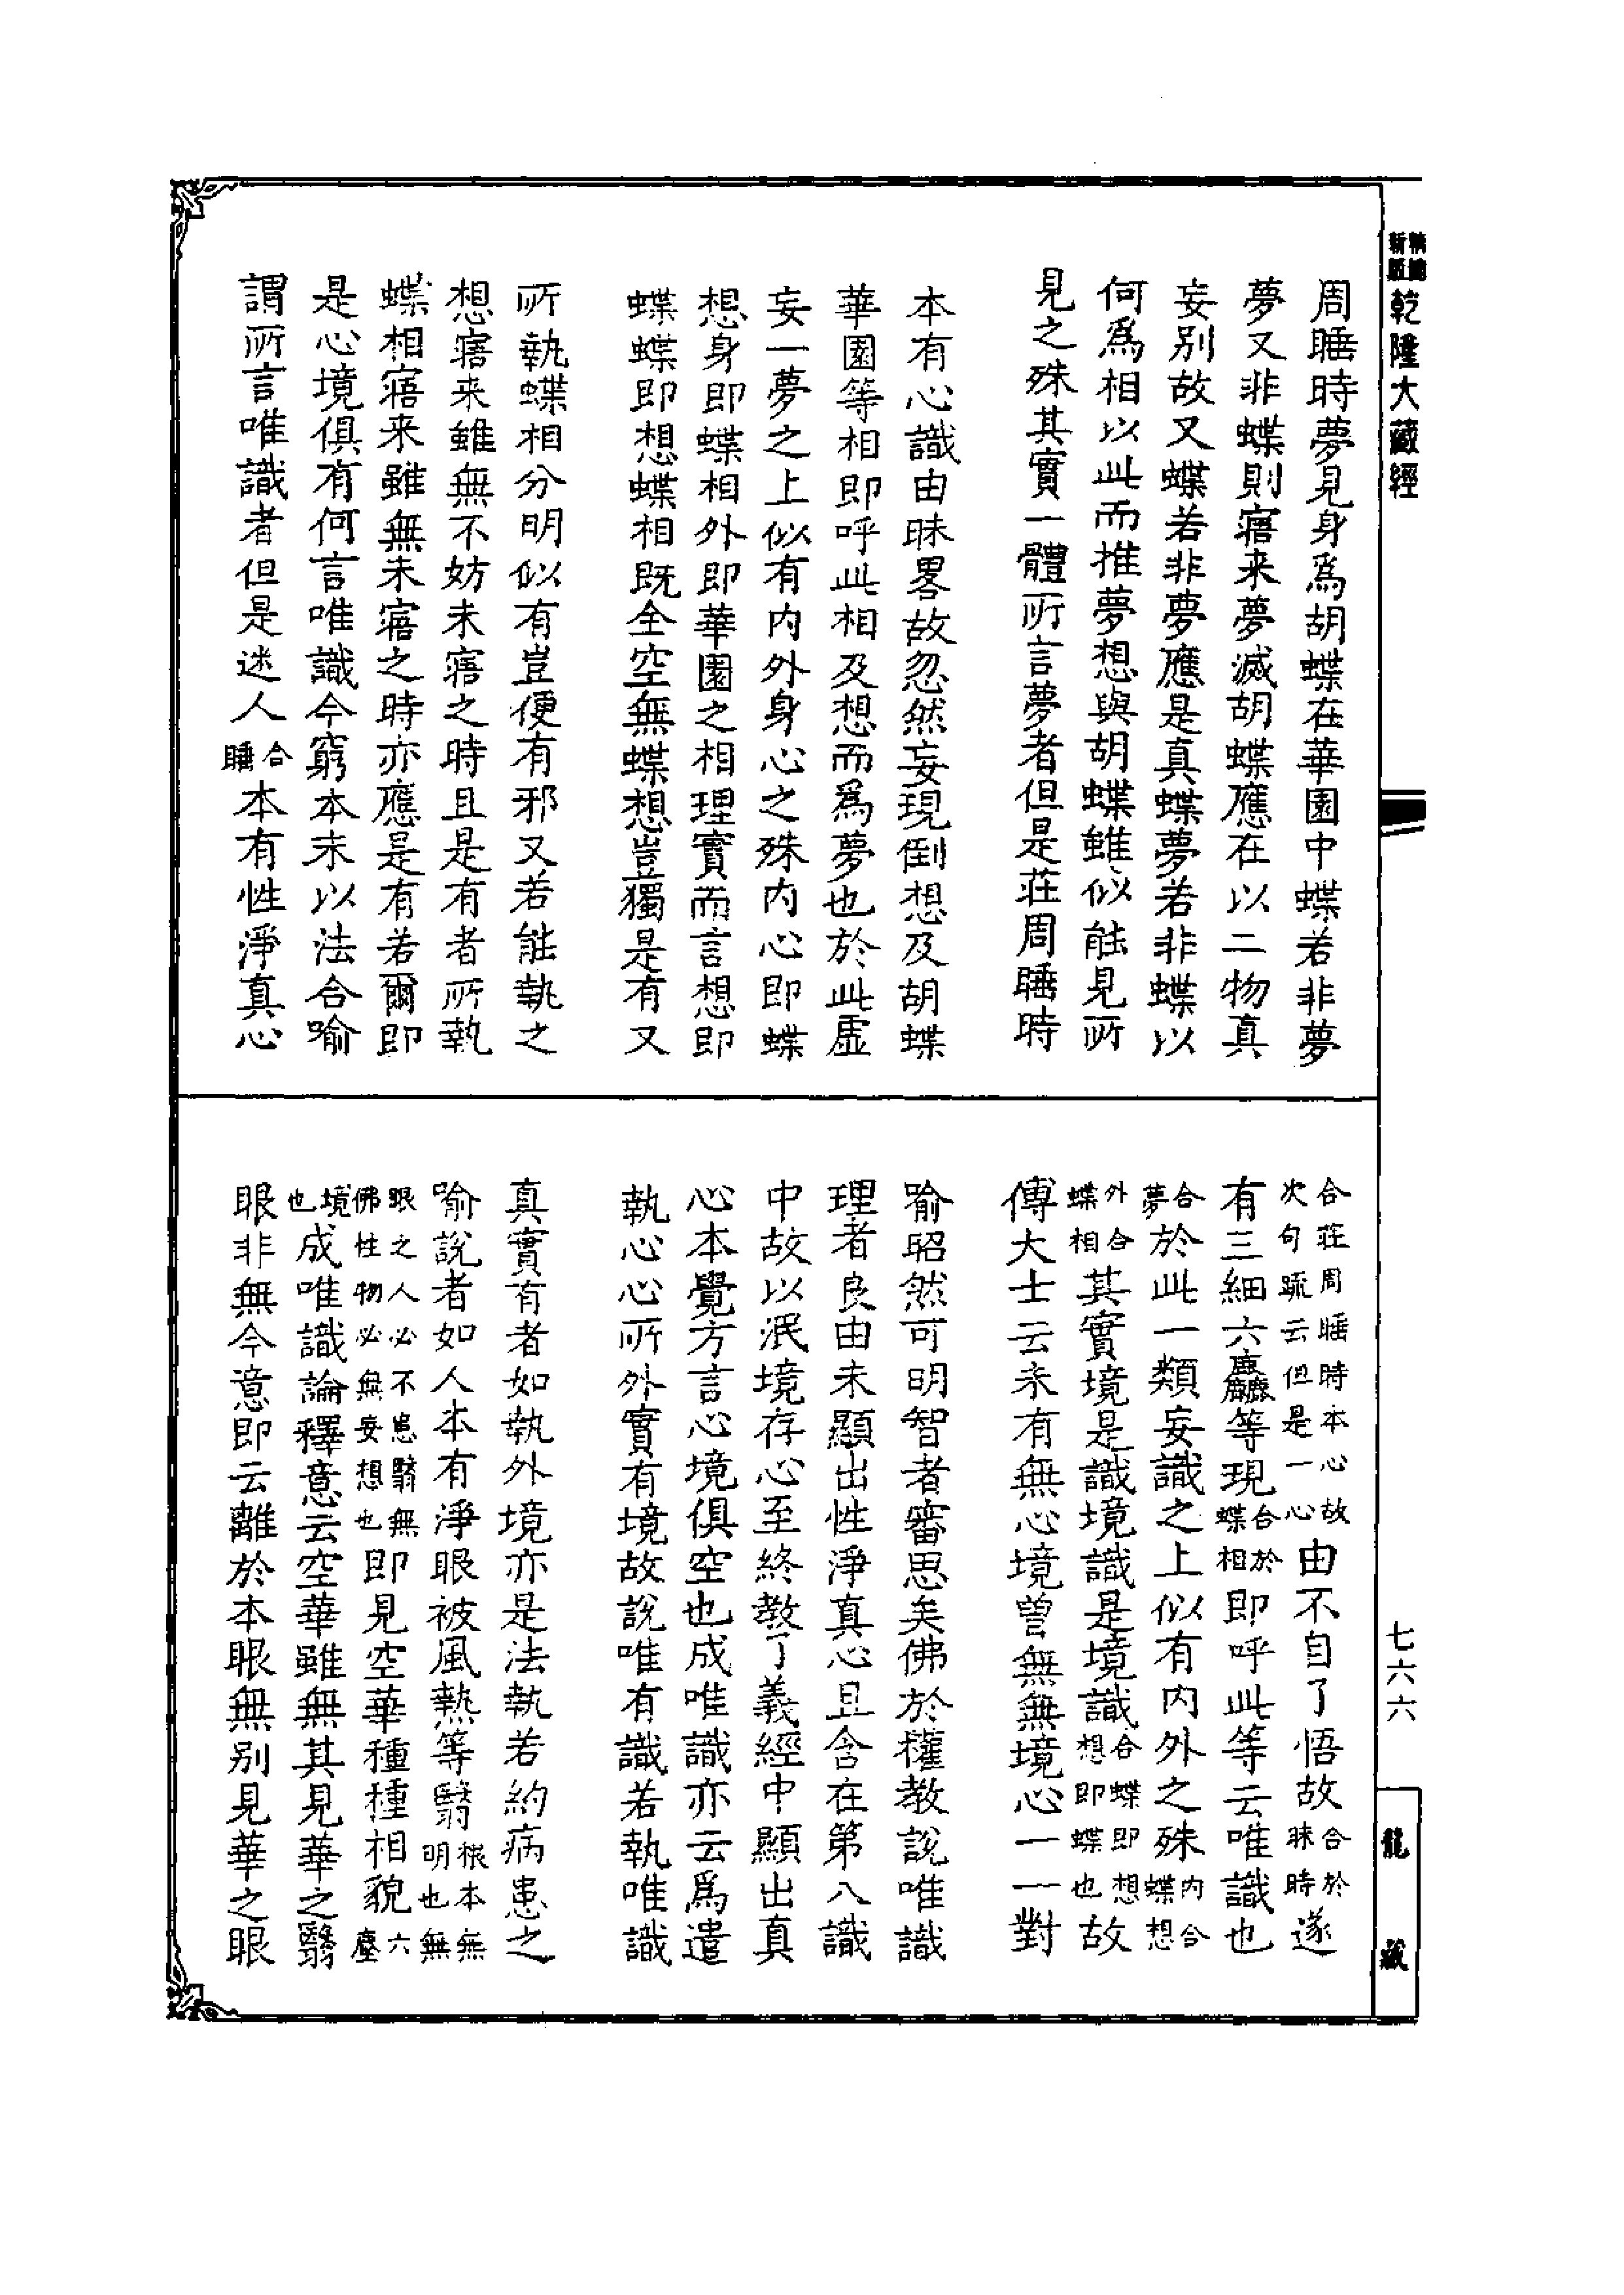 乾隆大藏經
七六六
龍藏
周睡時夢見身爲胡蝶在華園中蝶若非夢
夢又非蝶則寤来夢滅胡蝶應在以二物真
妄别故又蝶若非夢應是真蝶夢若非蝶以
何爲相以此而推夢想與胡蝶雖似能見所
見之殊其實一體所言夢者但是莊周睡時
本有心識由昧畧故忽然妄現倒想及胡蝶
華園等相即呼此相及想而爲夢也於此虛
妄一夢之上似有内外身心之殊内心即蝶
想身即蝶相外即華園之相理實而言想即
蝶蝶即想蝶相既全空無蝶想豈獨是有又
所執蝶相分明似有豈便有邪又若能執之
想寤来雖無不妨未寤之時且是有者所執
蝶相寤来雖無未寤之時亦應是有若爾即
是心境俱有何言唯識今窮本末以法合喻
謂所言唯識者但是迷人合睡本有性淨真心
合莊周睡時本心故次句疏云但是一心由不自了悟故合於昧時遂
有三細六麤等現合於蝶相即呼此等云唯識也
合夢於此一類妄識之上似有内外之殊内合蝶想
外合蝶相其實境是識境識是境識合蝶即想想即蝶也故
傅大士云未有無心境曾無無境心一一對
喻昭然可明智者審思矣佛於權教說唯識
理者良由未顯出性淨真心且含在第八識
中故以泯境存心至終教了義經中顯出真
心本覺方言心境俱空也成唯識亦云爲遣
執心心所外實有境故説唯有識若執唯識
真實有者如執外境亦是法執若約病患之
喻說者如人本有淨眼被風熱等翳根本無明也無
眼之人必不患翳無佛性物必無妄想也即見空華種種相貌六塵
境也成唯識論釋意云空華雖無其見華之翳
眼非無今意即云離於本眼無别見華之眼